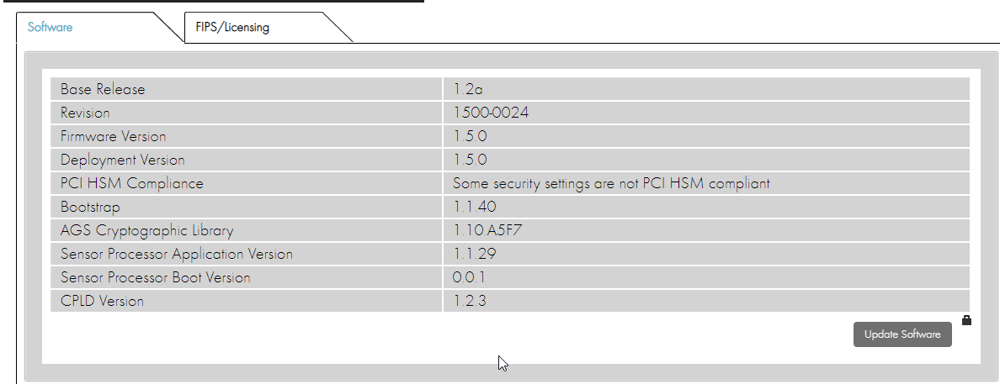 Software FIPS/Licensing
Base Release 1.2a
Revision 1500-0024
Firmware Version 1.5.0
Deployment Version 1.5.0
PCI HSM Compliance Some security settings are not PCI HSM compliant
Bootstrap 1.1.40
AGS Cryptographic Library 1.10.A5F7
Sensor Processor Application Version 1.1.29
Sensor Processor Boot Version 0.0.1
CPLD Version 1.2.3
Update Software